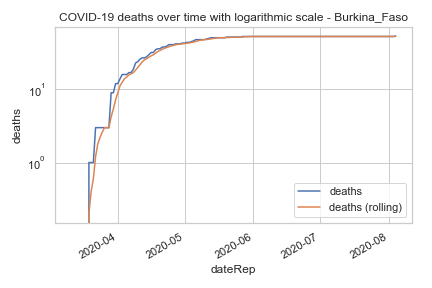 COVID-19 deaths over time with logarithmic scale - Burkina_Faso
deaths
10¹
10⁰
deaths
deaths (rolling)
2020-04
2020-05
2020-06
2020-07
2020-08
dateRep